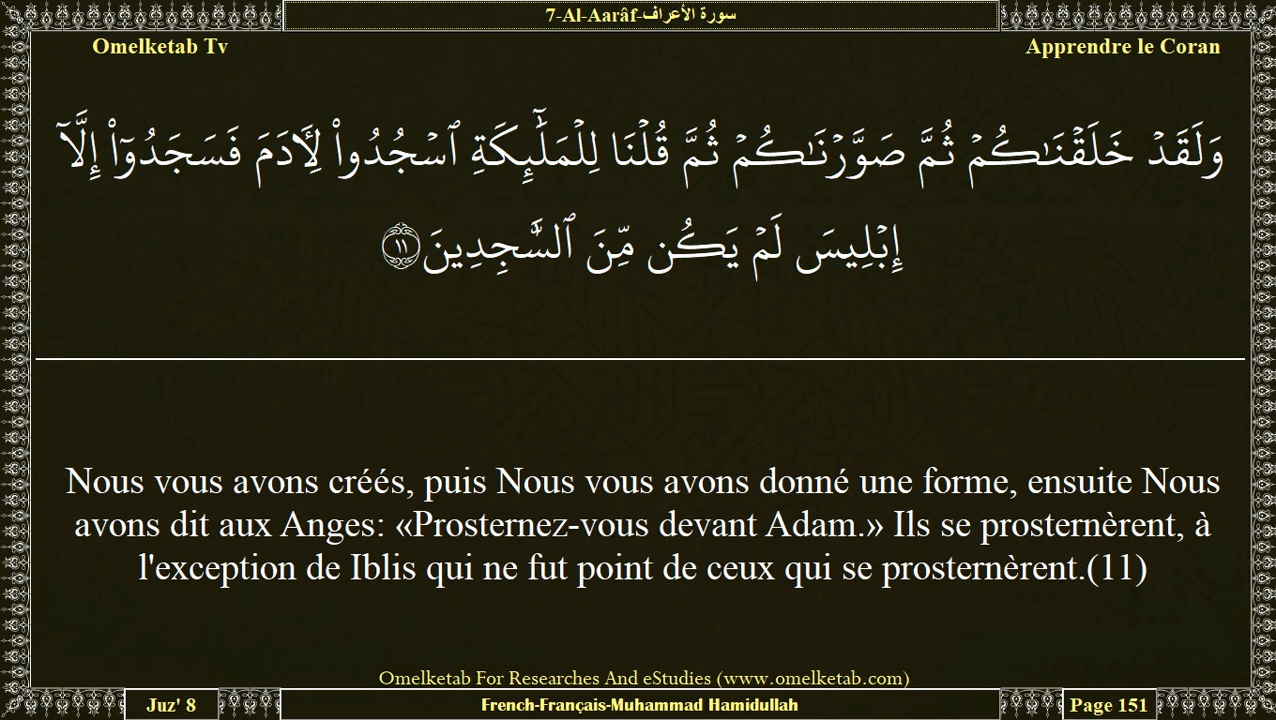 7-Al-Aarâf-سورة الأعراف
Omelketab Tv
Apprendre le Coran
وَلَقَدۡ خَلَقۡنَٰكُمۡ ثُمَّ صَوَّرۡنَٰكُمۡ ثُمَّ قُلۡنَا لِلۡمَلَٰٓئِكَةِ ٱسۡجُدُواْ لِأٓدَمَ فَسَجَدُوٓاْ إِلَّآ
إِبۡلِيسَ لَمۡ يَكُن مِّنَ ٱلسَّٰجِدِينَ ١١
Nous vous avons créés, puis Nous vous avons donné une forme, ensuite Nous
avons dit aux Anges: «Prosternez-vous devant Adam.» Ils se prosternèrent, à
l'exception de Iblis qui ne fut point de ceux qui se prosternèrent.(11)
Omelketab For Researches And eStudies (www.omelketab.com)
Juz' 8
French-Français-Muhammad Hamidullah
Page 151